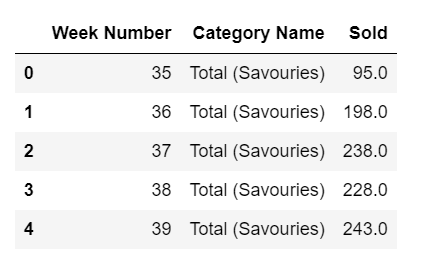 Week Number Category Name Sold
0 35 Total (Savouries) 95.0
1 36 Total (Savouries) 198.0
2 37 Total (Savouries) 238.0
3 38 Total (Savouries) 228.0
4 39 Total (Savouries) 243.0